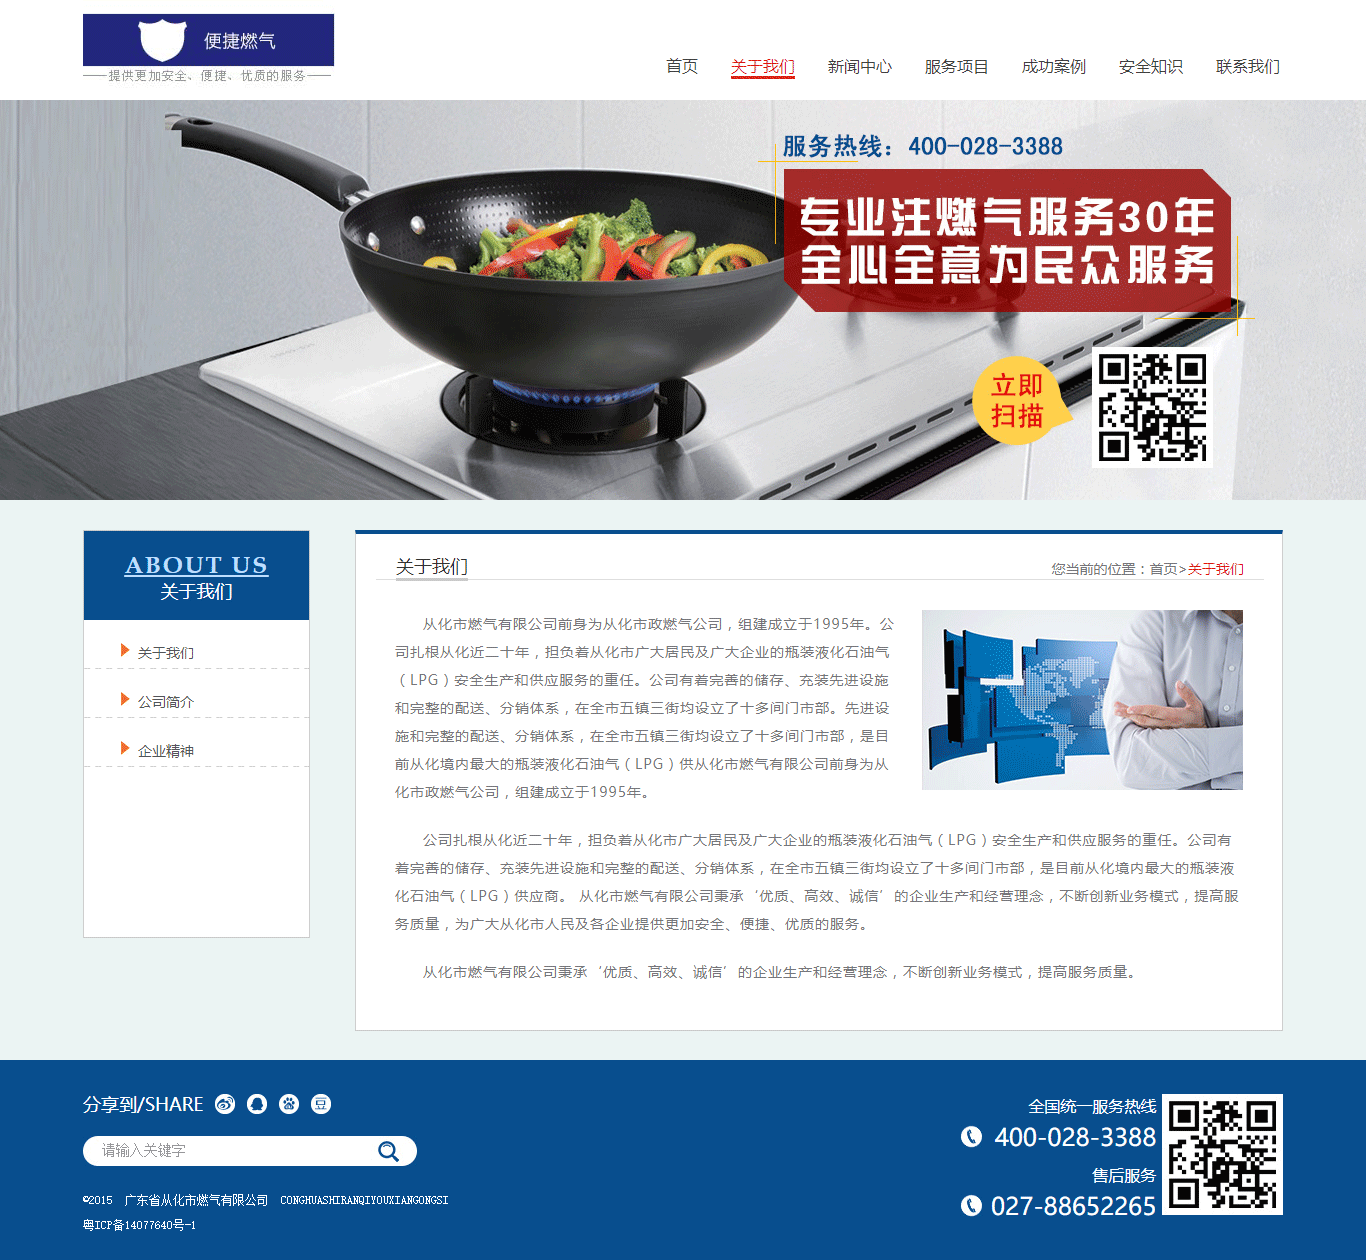 便捷燃气
提供更加安全、便捷、优质的服务
首页 关于我们 新闻中心 服务项目 成功案例 安全知识 联系我们
服务热线：400-028-3388
专业注燃气服务30年
全心全意为民众服务
立即
扫描
ABOUT US
关于我们
关于我们
公司简介
企业精神
关于我们
您当前的位置：首页>关于我们
从化市燃气有限公司前身为从化市政燃气公司，组建成立于1995年。公
司扎根从化近二十年，担负着从化市广大居民及广大企业的瓶装液化石油气
（LPG）安全生产和供应服务的重任。公司有着完善的储存、充装先进设施
和完整的配送、分销体系，在全市五镇三街均设立了十多间门市部。先进设
施和完整的配送、分销体系，在全市五镇三街均设立了十多间门市部，是目
前从化境内最大的瓶装液化石油气（LPG）供从化市燃气有限公司前身为从
化市政燃气公司，组建成立于1995年。
公司扎根从化近二十年，担负着从化市广大居民及广大企业的瓶装液化石油气（LPG）安全生产和供应服务的重任。公司有
着完善的储存、充装先进设施和完整的配送、分销体系，在全市五镇三街均设立了十多间门市部，是目前从化境内最大的瓶装液
化石油气（LPG）供应商。 从化市燃气有限公司秉承‘优质、高效、诚信’的企业生产和经营理念，不断创新业务模式，提高服
务质量，为广大从化市人民及各企业提供更加安全、便捷、优质的服务。
从化市燃气有限公司秉承‘优质、高效、诚信’的企业生产和经营理念，不断创新业务模式，提高服务质量。
分享到/SHARE
豆
请输入关键字
©2015 广东省从化市燃气有限公司 CONGHUASHIRANQIYOUXIANGONGSI
粤ICP备14077640号-1
全国统一服务热线
400-028-3388
售后服务
027-88652265